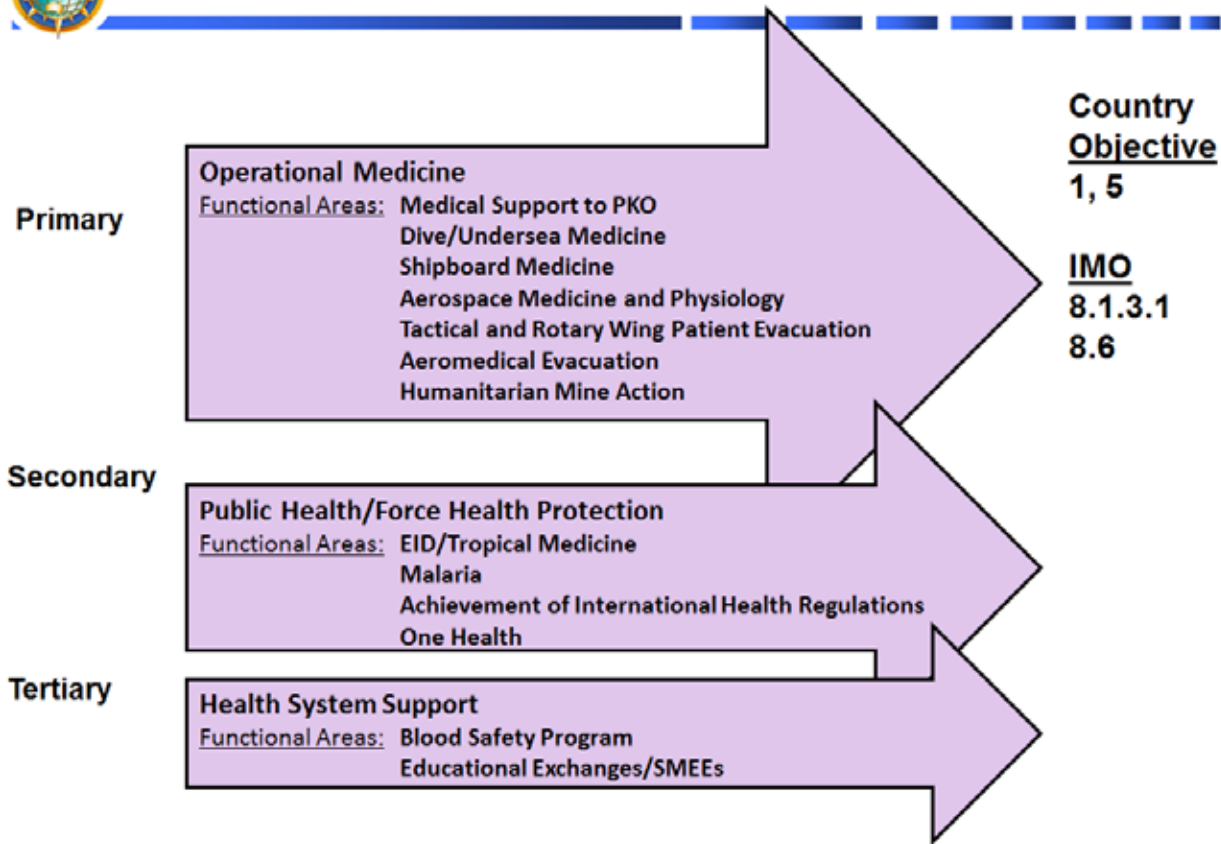 Primary
Operational Medicine
Functional Areas: Medical Support to PKO
Dive/Undersea Medicine
Shipboard Medicine
Aerospace Medicine and Physiology
Tactical and Rotary Wing Patient Evacuation
Aeromedical Evacuation
Humanitarian Mine Action
Country
Objective
1, 5
IMO
8.1.3.1
8.6
Secondary
Public Health/Force Health Protection
Functional Areas: EID/Tropical Medicine
Malaria
Achievement of International Health Regulations
One Health
Tertiary
Health System Support
Functional Areas: Blood Safety Program
Educational Exchanges/SMEEs